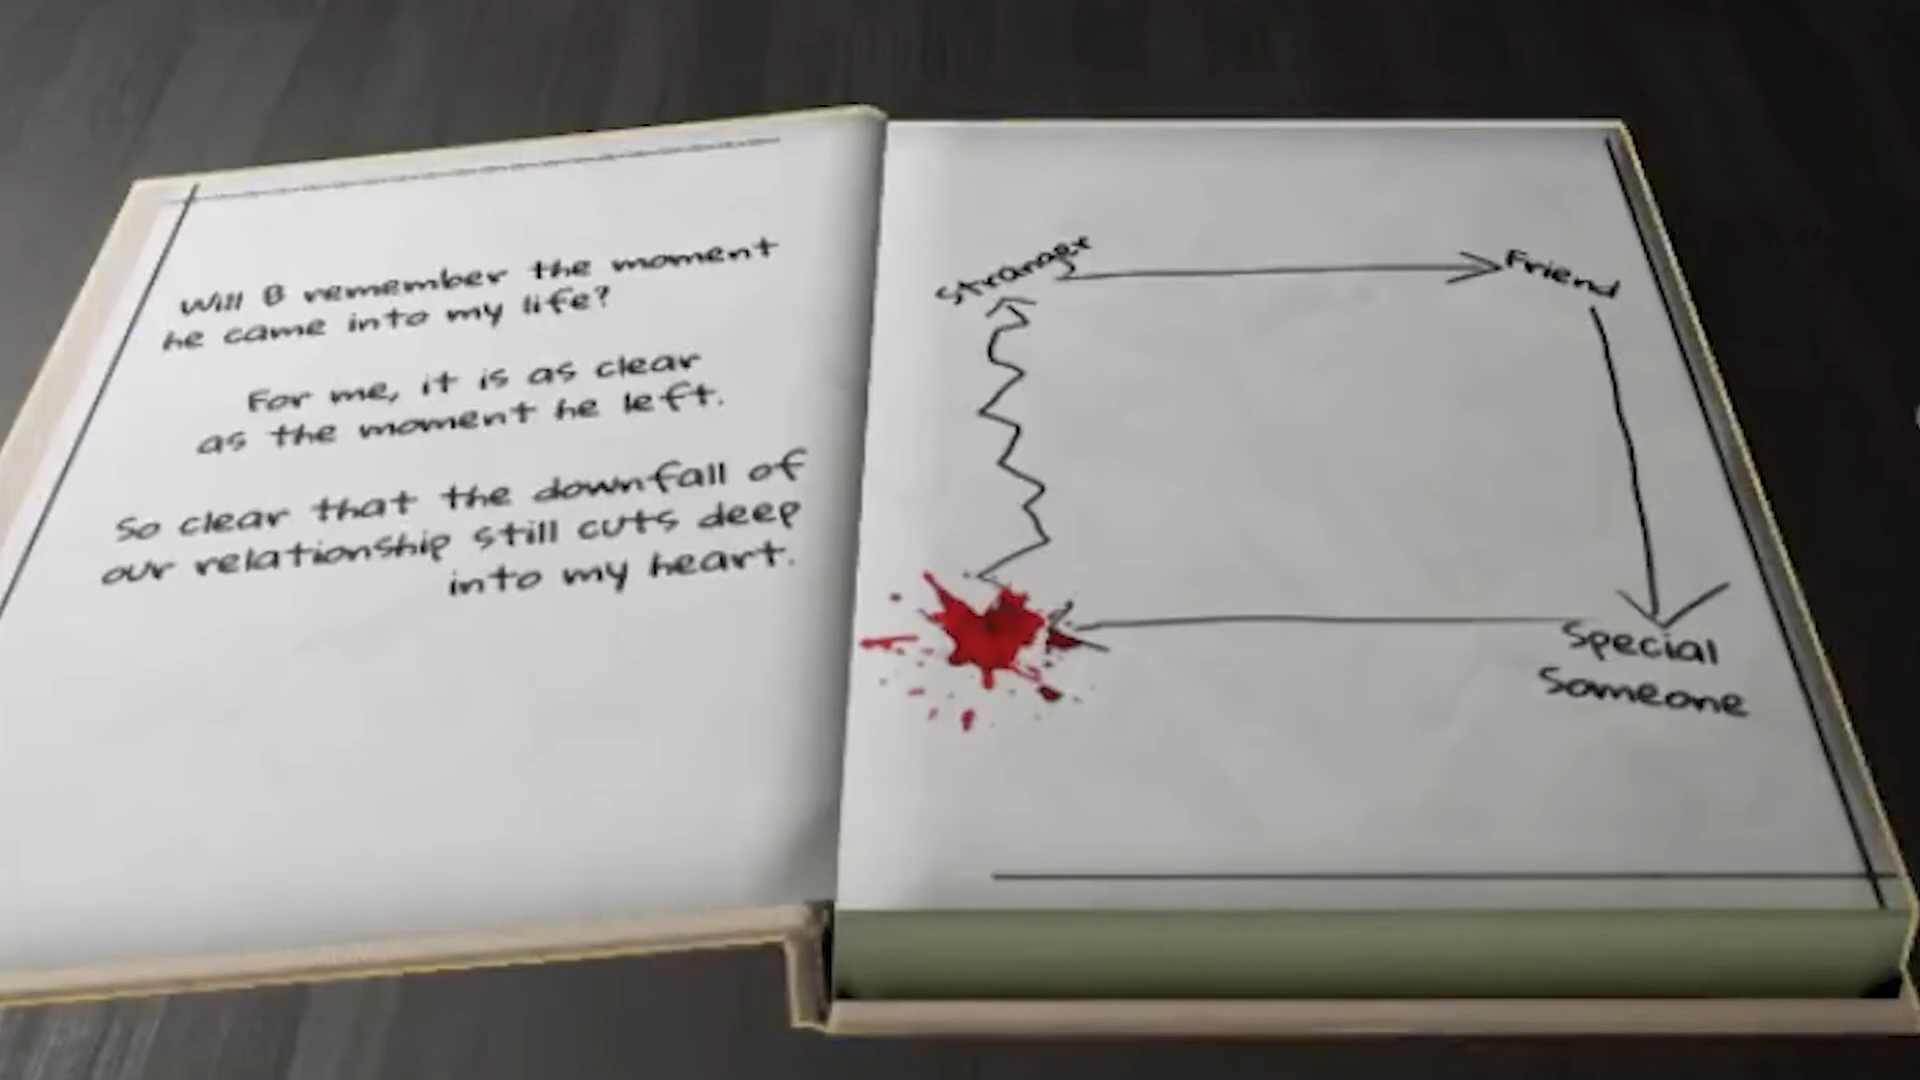 Will B remember the moment
he came into my life?
For me, it is as clear
as the moment he left.
So clear that the downfall of
our relationship still cuts deep
into my heart.
Stranger
Friend
Special
Someone